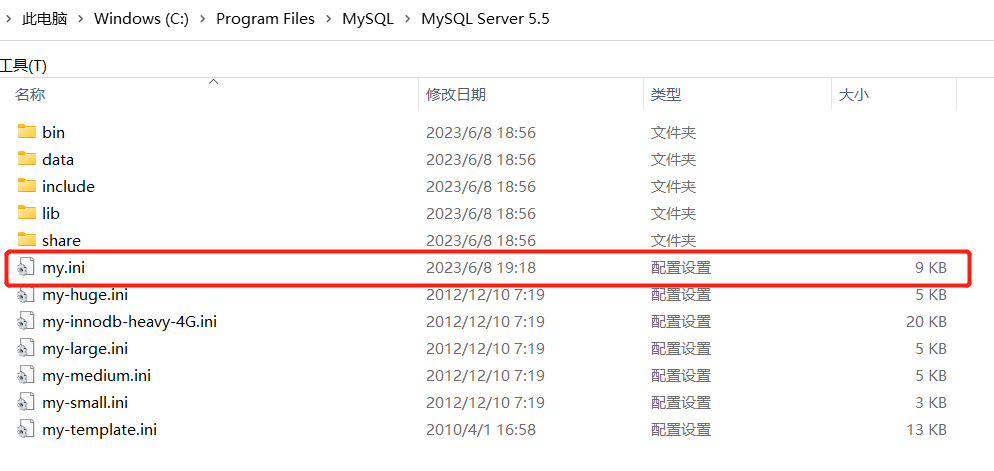 此电脑 Windows (C:) Program Files MySQL MySQL Server 5.5
工具(T)
名称 修改日期 类型 大小
bin 2023/6/8 18:56 文件夹
data 2023/6/8 18:56 文件夹
include 2023/6/8 18:56 文件夹
lib 2023/6/8 18:56 文件夹
share 2023/6/8 18:56 文件夹
my.ini 2023/6/8 19:18 配置设置 9 KB
my-huge.ini 2012/12/10 7:19 配置设置 5 KB
my-innodb-heavy-4G.ini 2012/12/10 7:19 配置设置 20 KB
my-large.ini 2012/12/10 7:19 配置设置 5 KB
my-medium.ini 2012/12/10 7:19 配置设置 5 KB
my-small.ini 2012/12/10 7:19 配置设置 3 KB
my-template.ini 2010/4/1 16:58 配置设置 13 KB